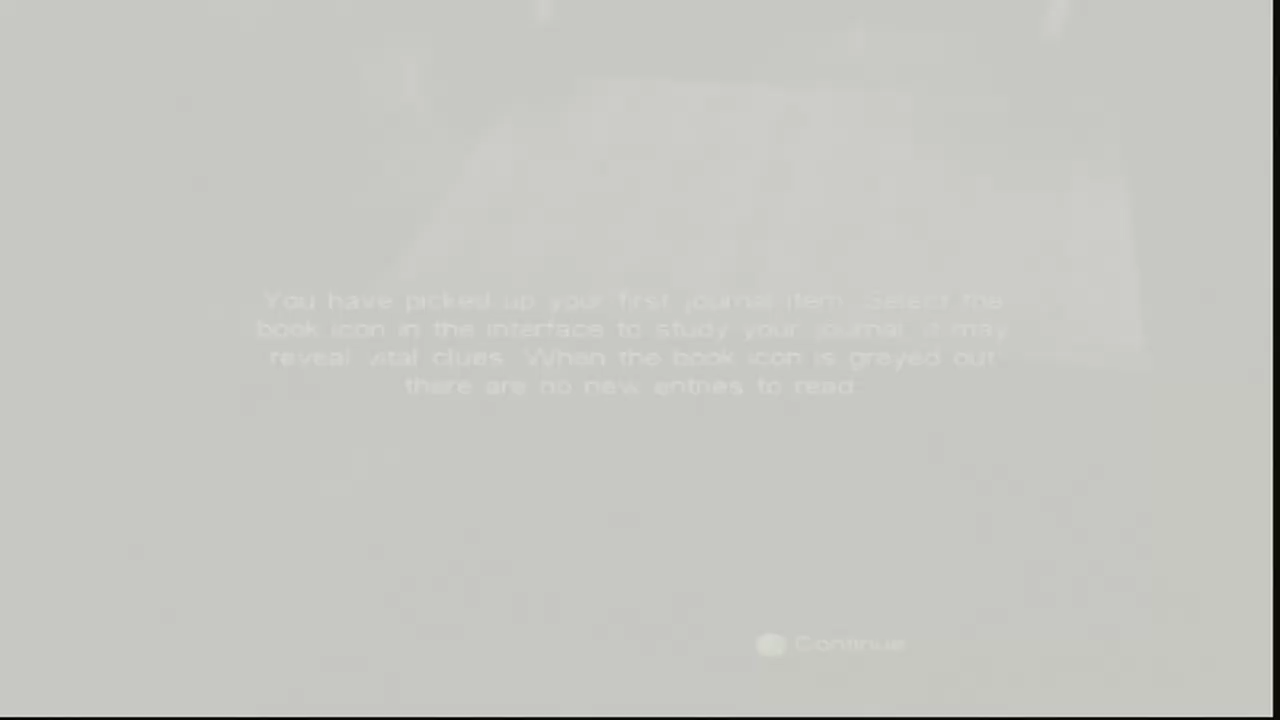 You have picked up your first journal item. Select the
book icon in the interface to study your journal. It may
reveal vital clues. When the book icon is greyed out
there are no new entries to read.
Continue